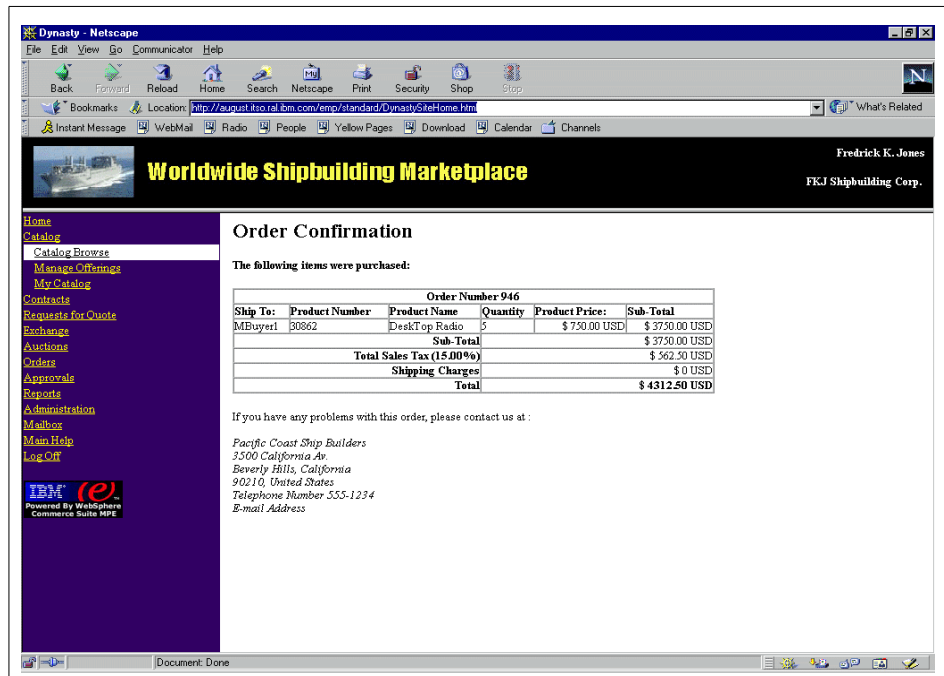 Dynasty - Netscape
File Edit View Go Communicator Help
Back Forward Reload Home Search Netscape Print Security Shop Stop
Bookmarks Location: http://august.itso.ral.ibm.com/emp/standard/DynastySiteHome.html What's Related
Instant Message WebMail Radio People Yellow Pages Download Calendar Channels
Worldwide Shipbuilding Marketplace
Fredrick K. Jones
FKJ Shipbuilding Corp.
Home
Catalog
Catalog Browse
Manage Offerings
My Catalog
Contracts
Requests for Quote
Exchange
Auctions
Orders
Approvals
Reports
Administration
Mailbox
Main Help
Log Off
IBM e
Powered By WebSphere
Commerce Suite MPE
Order Confirmation
The following items were purchased:
Order Number 946
Ship To: Product Number Product Name Quantity Product Price: Sub-Total
MBuyer1 30862 DeskTop Radio 5 $ 750.00 USD $ 3750.00 USD
Sub-Total $ 3750.00 USD
Total Sales Tax (15.00%) $ 562.50 USD
Shipping Charges $ 0 USD
Total $ 4312.50 USD
If you have any problems with this order, please contact us at :
Pacific Coast Ship Builders
3500 California Av.
Beverly Hills, California
90210, United States
Telephone Number 555-1234
E-mail Address
Document: Done